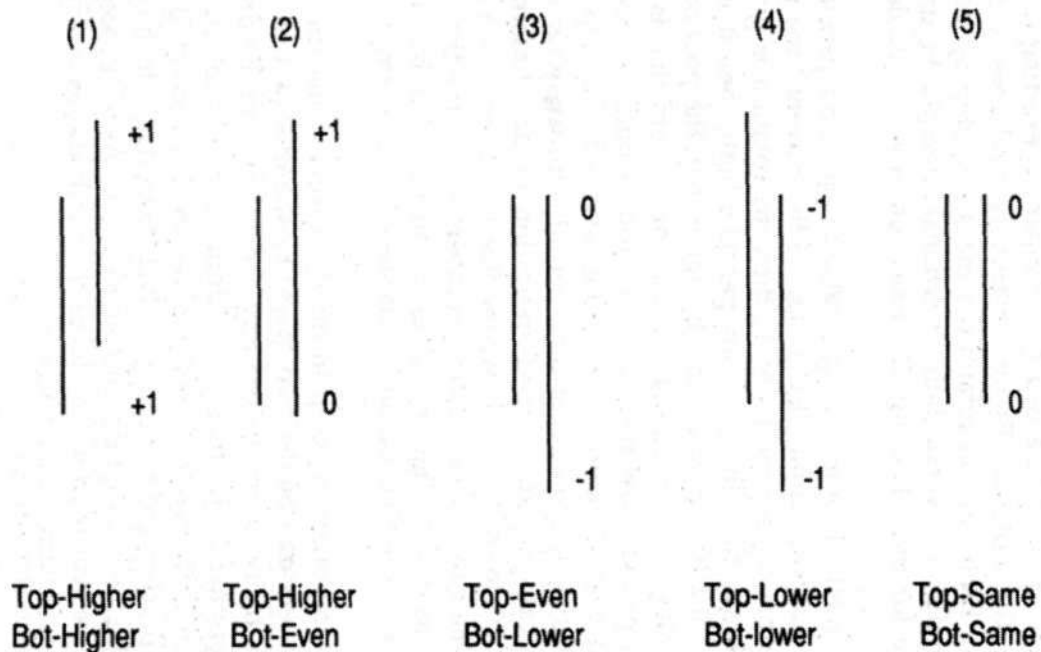 (1) (2) (3) (4) (5)
+1 +1
0 -1 0
+1 0 0
-1 -1
Top-Higher Top-Higher Top-Even Top-Lower Top-Same
Bot-Higher Bot-Even Bot-Lower Bot-lower Bot-Same